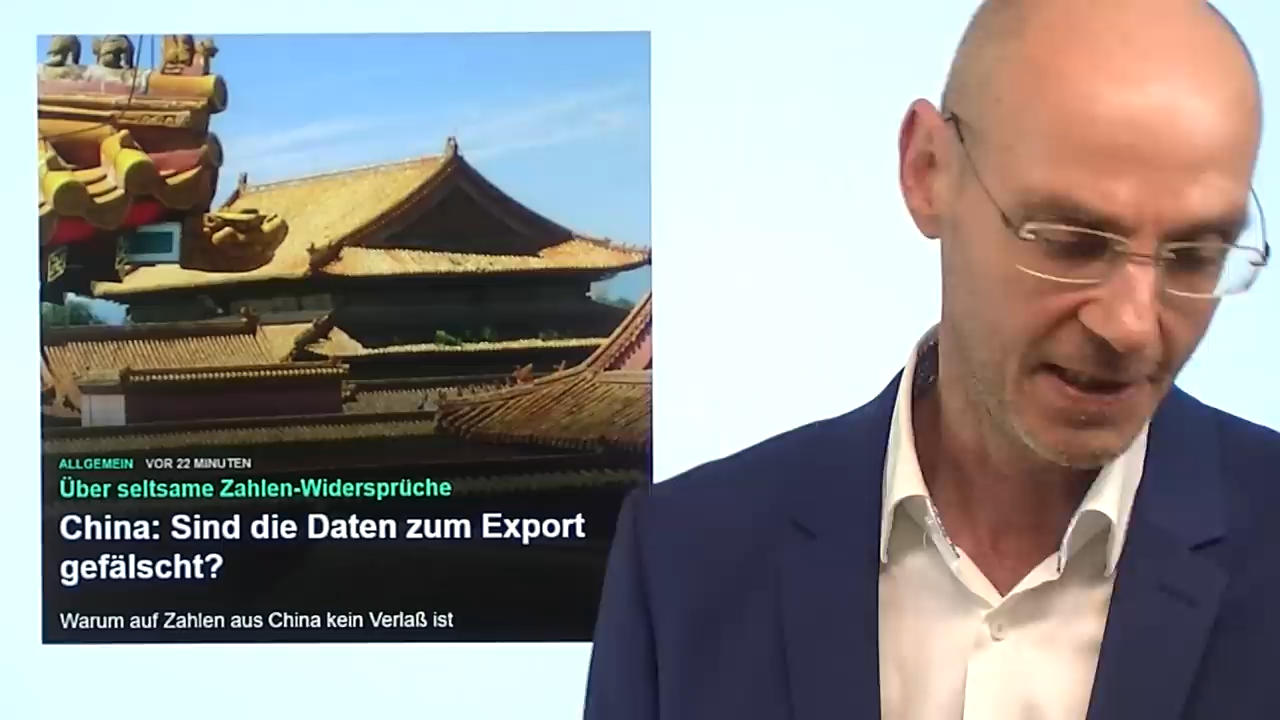 ALLGEMEIN VOR 22 MINUTEN
Über seltsame Zahlen-Widersprüche
China: Sind die Daten zum Export
gefälscht?
Warum auf Zahlen aus China kein Verlaß ist